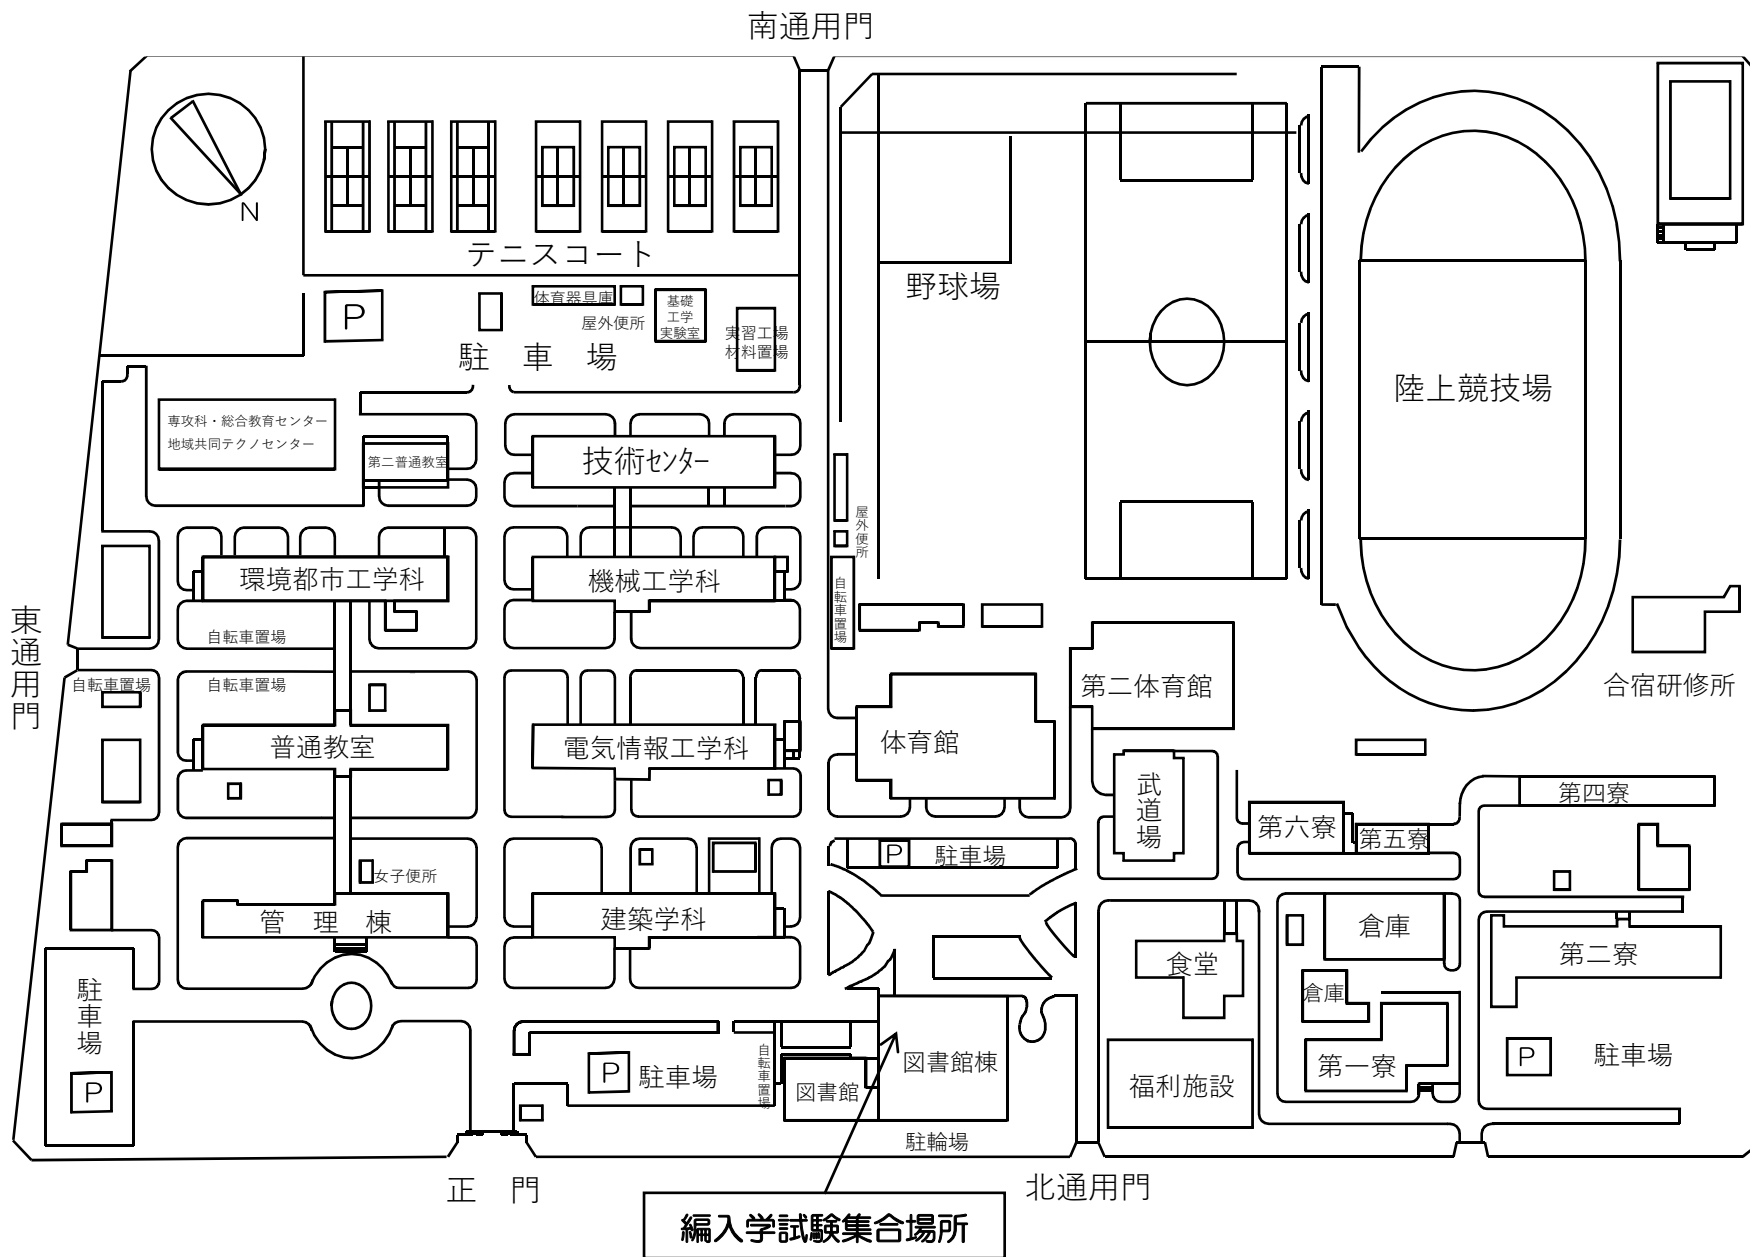 南通用門
N
テニスコート
P
体育器具庫
屋外便所
基礎
工学
実験室
実習工場
材料置場
駐 車 場
野球場
陸上競技場
専攻科・総合教育センター
地域共同テクノセンター
第二普通教室
技術センター
屋外便所
環境都市工学科
機械工学科
自転車置場
東通用門
自転車置場
自転車置場
自転車置場
第二体育館
合宿研修所
普通教室
電気情報工学科
体育館
武道場
第四寮
第六寮
第五寮
P
駐車場
女子便所
管 理 棟
建築学科
倉庫
食堂
第二寮
倉庫
駐車場
P
P
駐車場
自転車置場
図書館
図書館棟
福利施設
第一寮
P
駐車場
駐輪場
正 門
北通用門
編入学試験集合場所